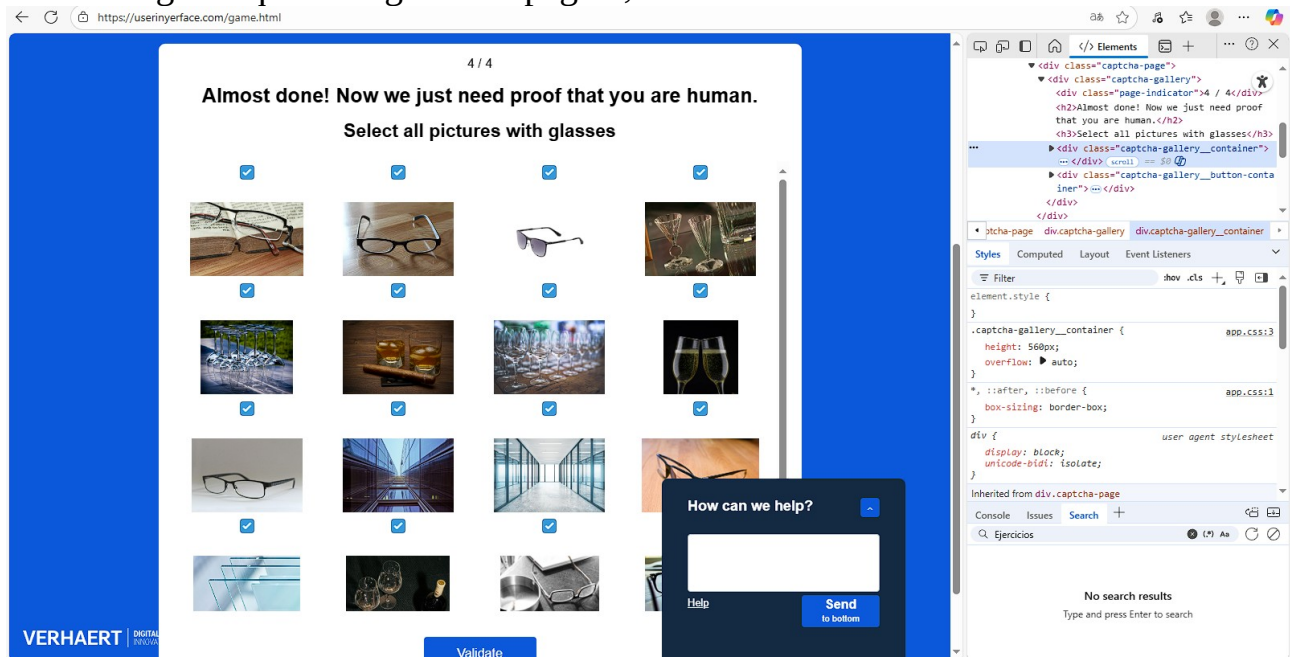 https://userinyerface.com/game.html
4 / 4
Almost done! Now we just need proof that you are human.
Select all pictures with glasses
How can we help?
Help
Send
to bottom
Validate
VERHAERT
DIGITAL
Elements
<div class="captcha-page">
<div class="captcha-gallery">
<div class="page-indicator">4 / 4</div>
<h2>Almost done! Now we just need proof
that you are human.</h2>
<h3>Select all pictures with glasses</h3>
<div class="captcha-gallery__container">
</div> scroll == $0
<div class="captcha-gallery__button-conta
iner"> </div>
</div>
</div>
ptcha-page div.captcha-gallery div.captcha-gallery__container
Styles Computed Layout Event Listeners
Filter :hov .cls
element.style {
}
.captcha-gallery__container { app.css:3
height: 560px;
overflow: auto;
}
*, ::after, ::before { app.css:1
box-sizing: border-box;
}
div { user agent stylesheet
display: block;
unicode-bidi: isolate;
}
Inherited from div.captcha-page
Console Issues Search
Ejercicios (.*) Aa
No search results
Type and press Enter to search